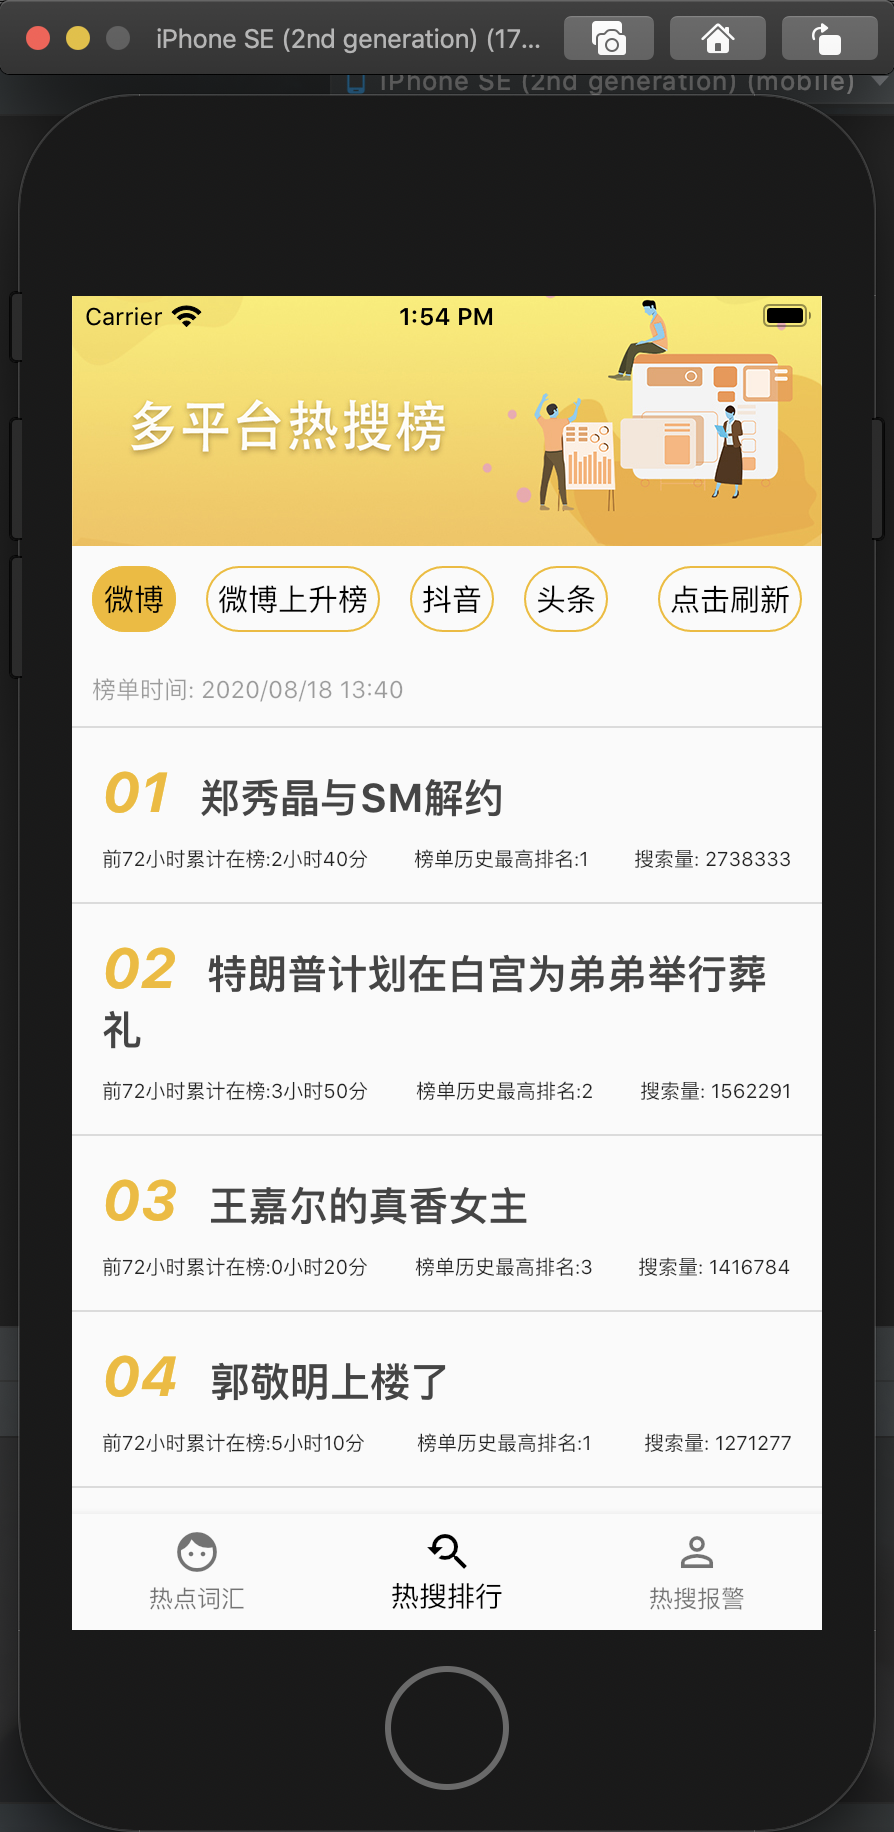 iPhone SE (2nd generation) (17...
iPhone SE (2nd generation) (mobile)
Carrier 1:54 PM
多平台热搜榜
微博 微博上升榜 抖音 头条 点击刷新
榜单时间: 2020/08/18 13:40
01 郑秀晶与SM解约
前72小时累计在榜:2小时40分 榜单历史最高排名:1 搜索量: 2738333
02 特朗普计划在白宫为弟弟举行葬
礼
前72小时累计在榜:3小时50分 榜单历史最高排名:2 搜索量: 1562291
03 王嘉尔的真香女主
前72小时累计在榜:0小时20分 榜单历史最高排名:3 搜索量: 1416784
04 郭敬明上楼了
前72小时累计在榜:5小时10分 榜单历史最高排名:1 搜索量: 1271277
热点词汇 热搜排行 热搜报警